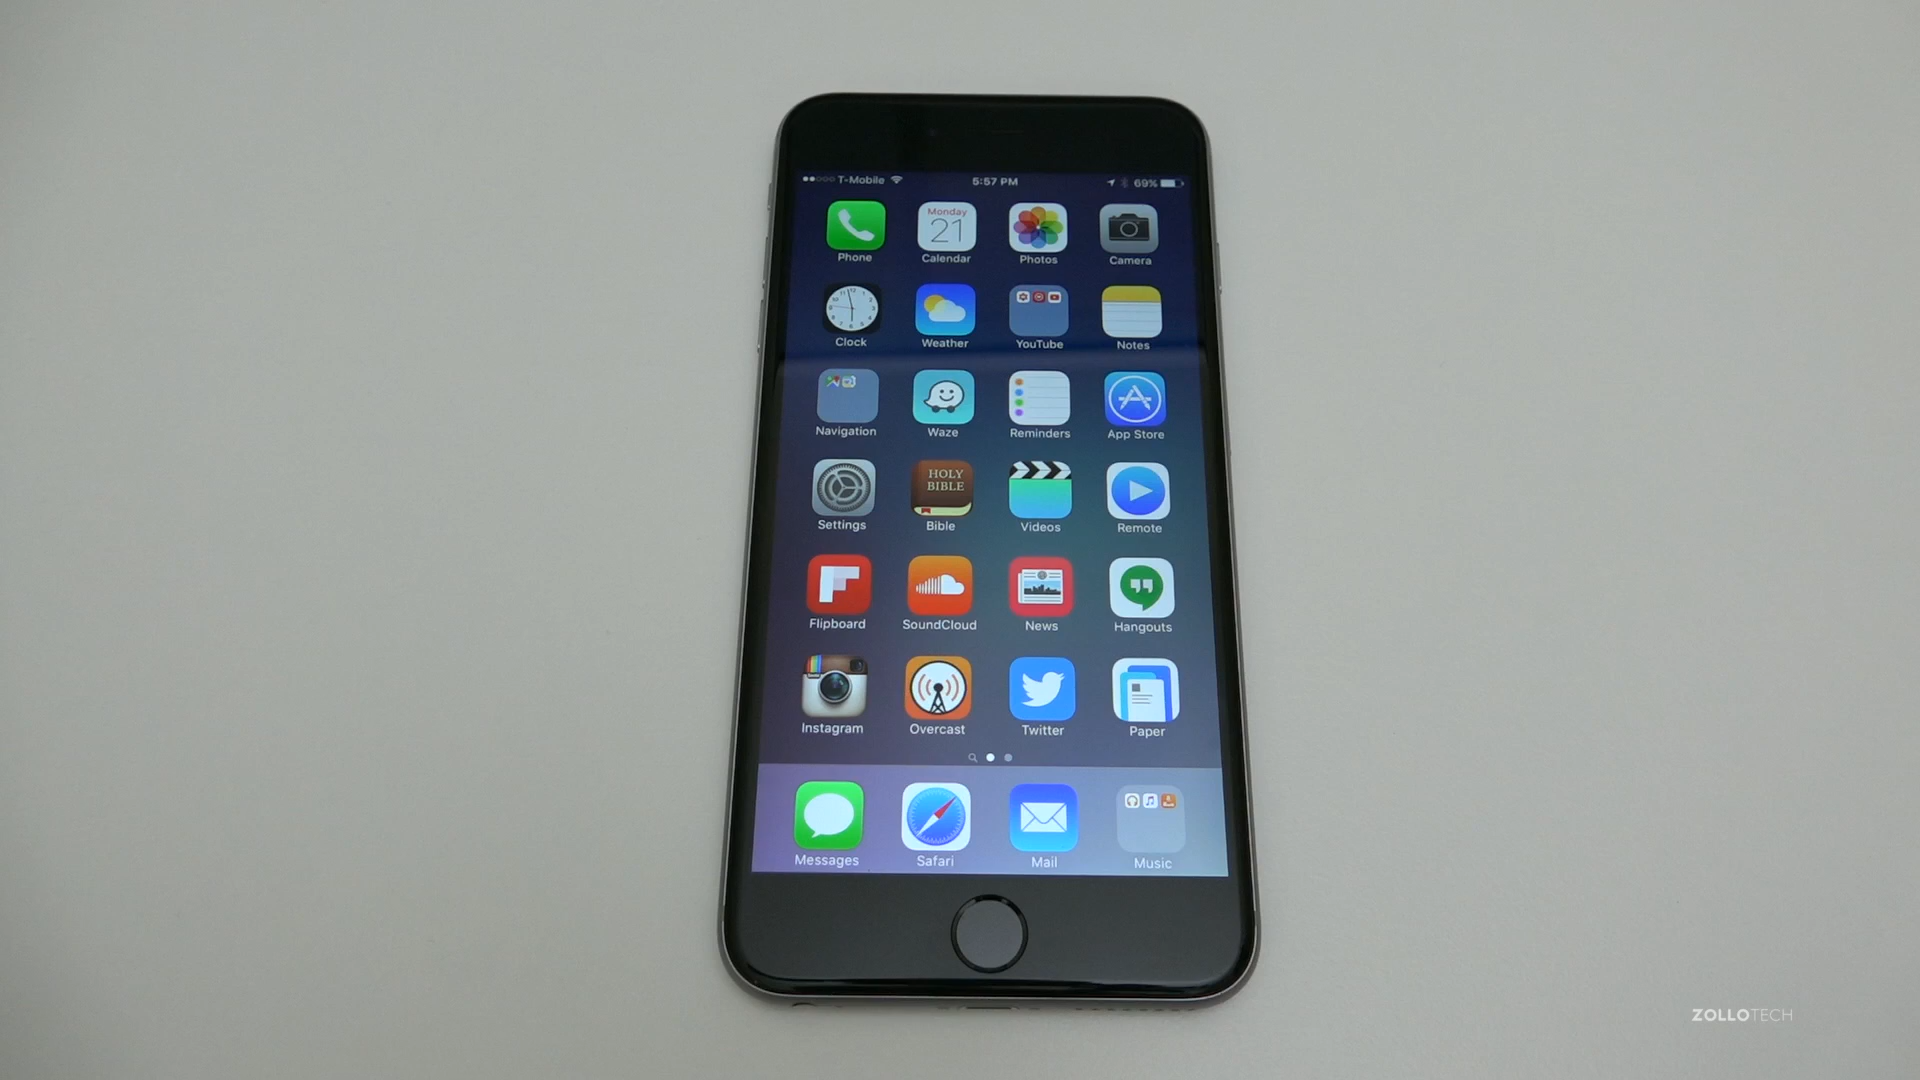 T-Mobile 5:57 PM 69%
Monday
21
Phone Calendar Photos Camera
Clock Weather YouTube Notes
Navigation Waze Reminders App Store
HOLY
BIBLE
Settings Bible Videos Remote
Flipboard SoundCloud News Hangouts
Instagram Overcast Twitter Paper
Messages Safari Mail Music
ZOLLOTECH